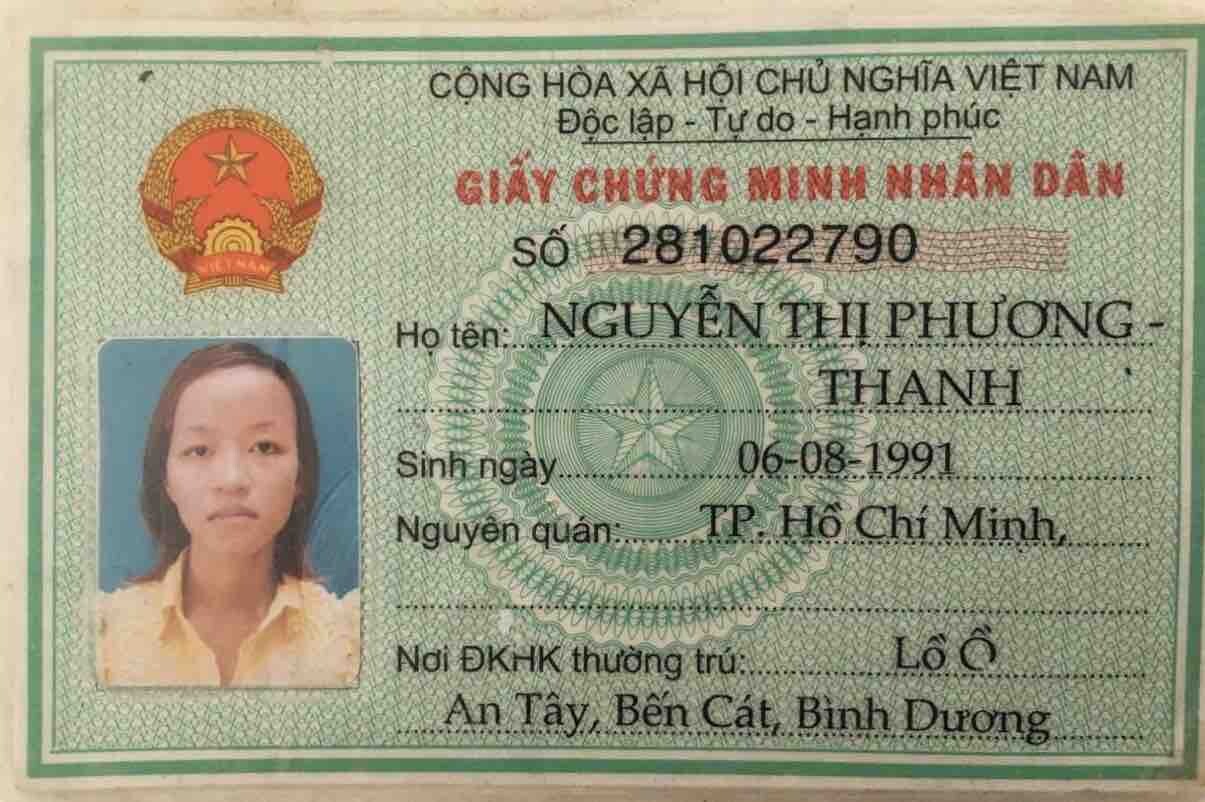 CỘNG HÒA XÃ HỘI CHỦ NGHĨA VIỆT NAM
Độc lập - Tự do - Hạnh phúc
GIẤY CHỨNG MINH NHÂN DÂN
SỐ 281022790
VIỆT NAM
Họ tên: NGUYỄN THỊ PHƯƠNG -
THANH
Sinh ngày 06-08-1991
Nguyên quán: TP. Hồ Chí Minh,
Nơi ĐKHK thường trú: Lồ Ồ
An Tây, Bến Cát, Bình Dương